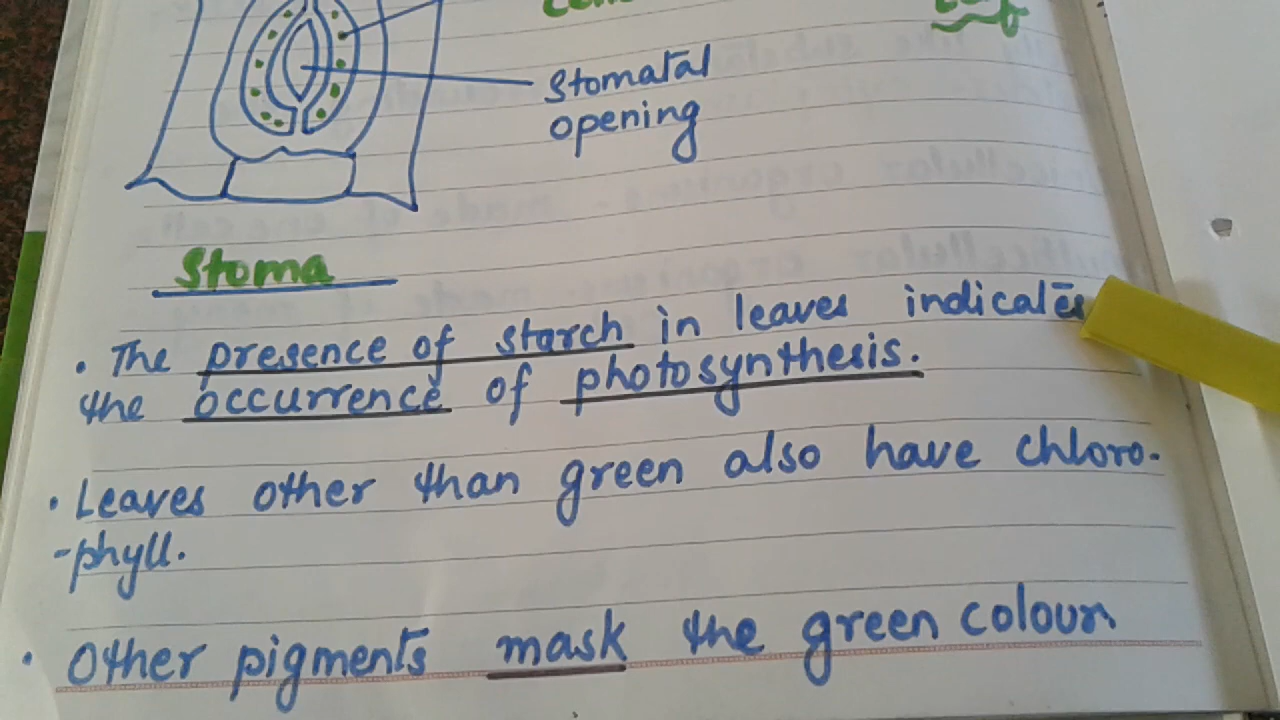 Stomatal
opening
Stoma
. The presence of starch in leaves indicates
the occurrence of photosynthesis.
. Leaves other than green also have chloro-
-phyll.
. Other pigments mask the green colour